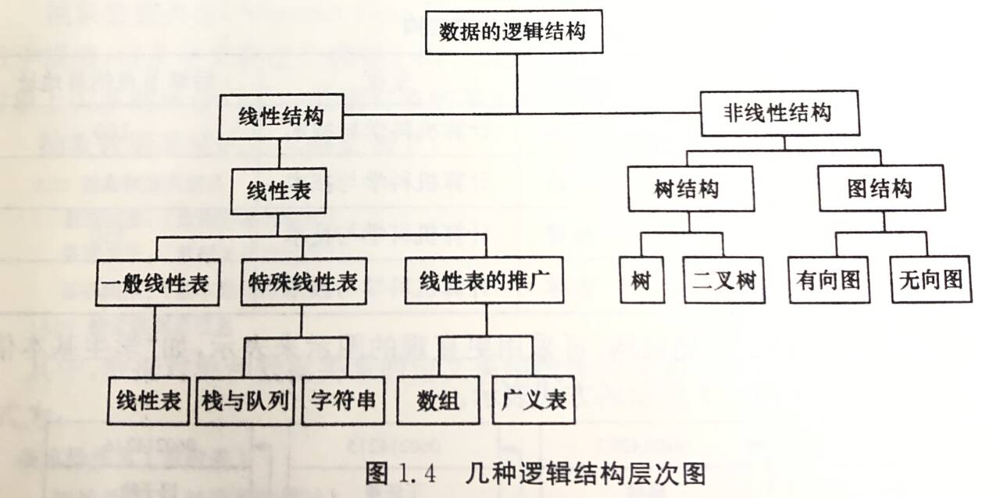 数据的逻辑结构
线性结构
非线性结构
线性表
树结构
图结构
一般线性表
特殊线性表
线性表的推广
树
二叉树
有向图
无向图
线性表
栈与队列
字符串
数组
广义表
图 1.4 几种逻辑结构层次图